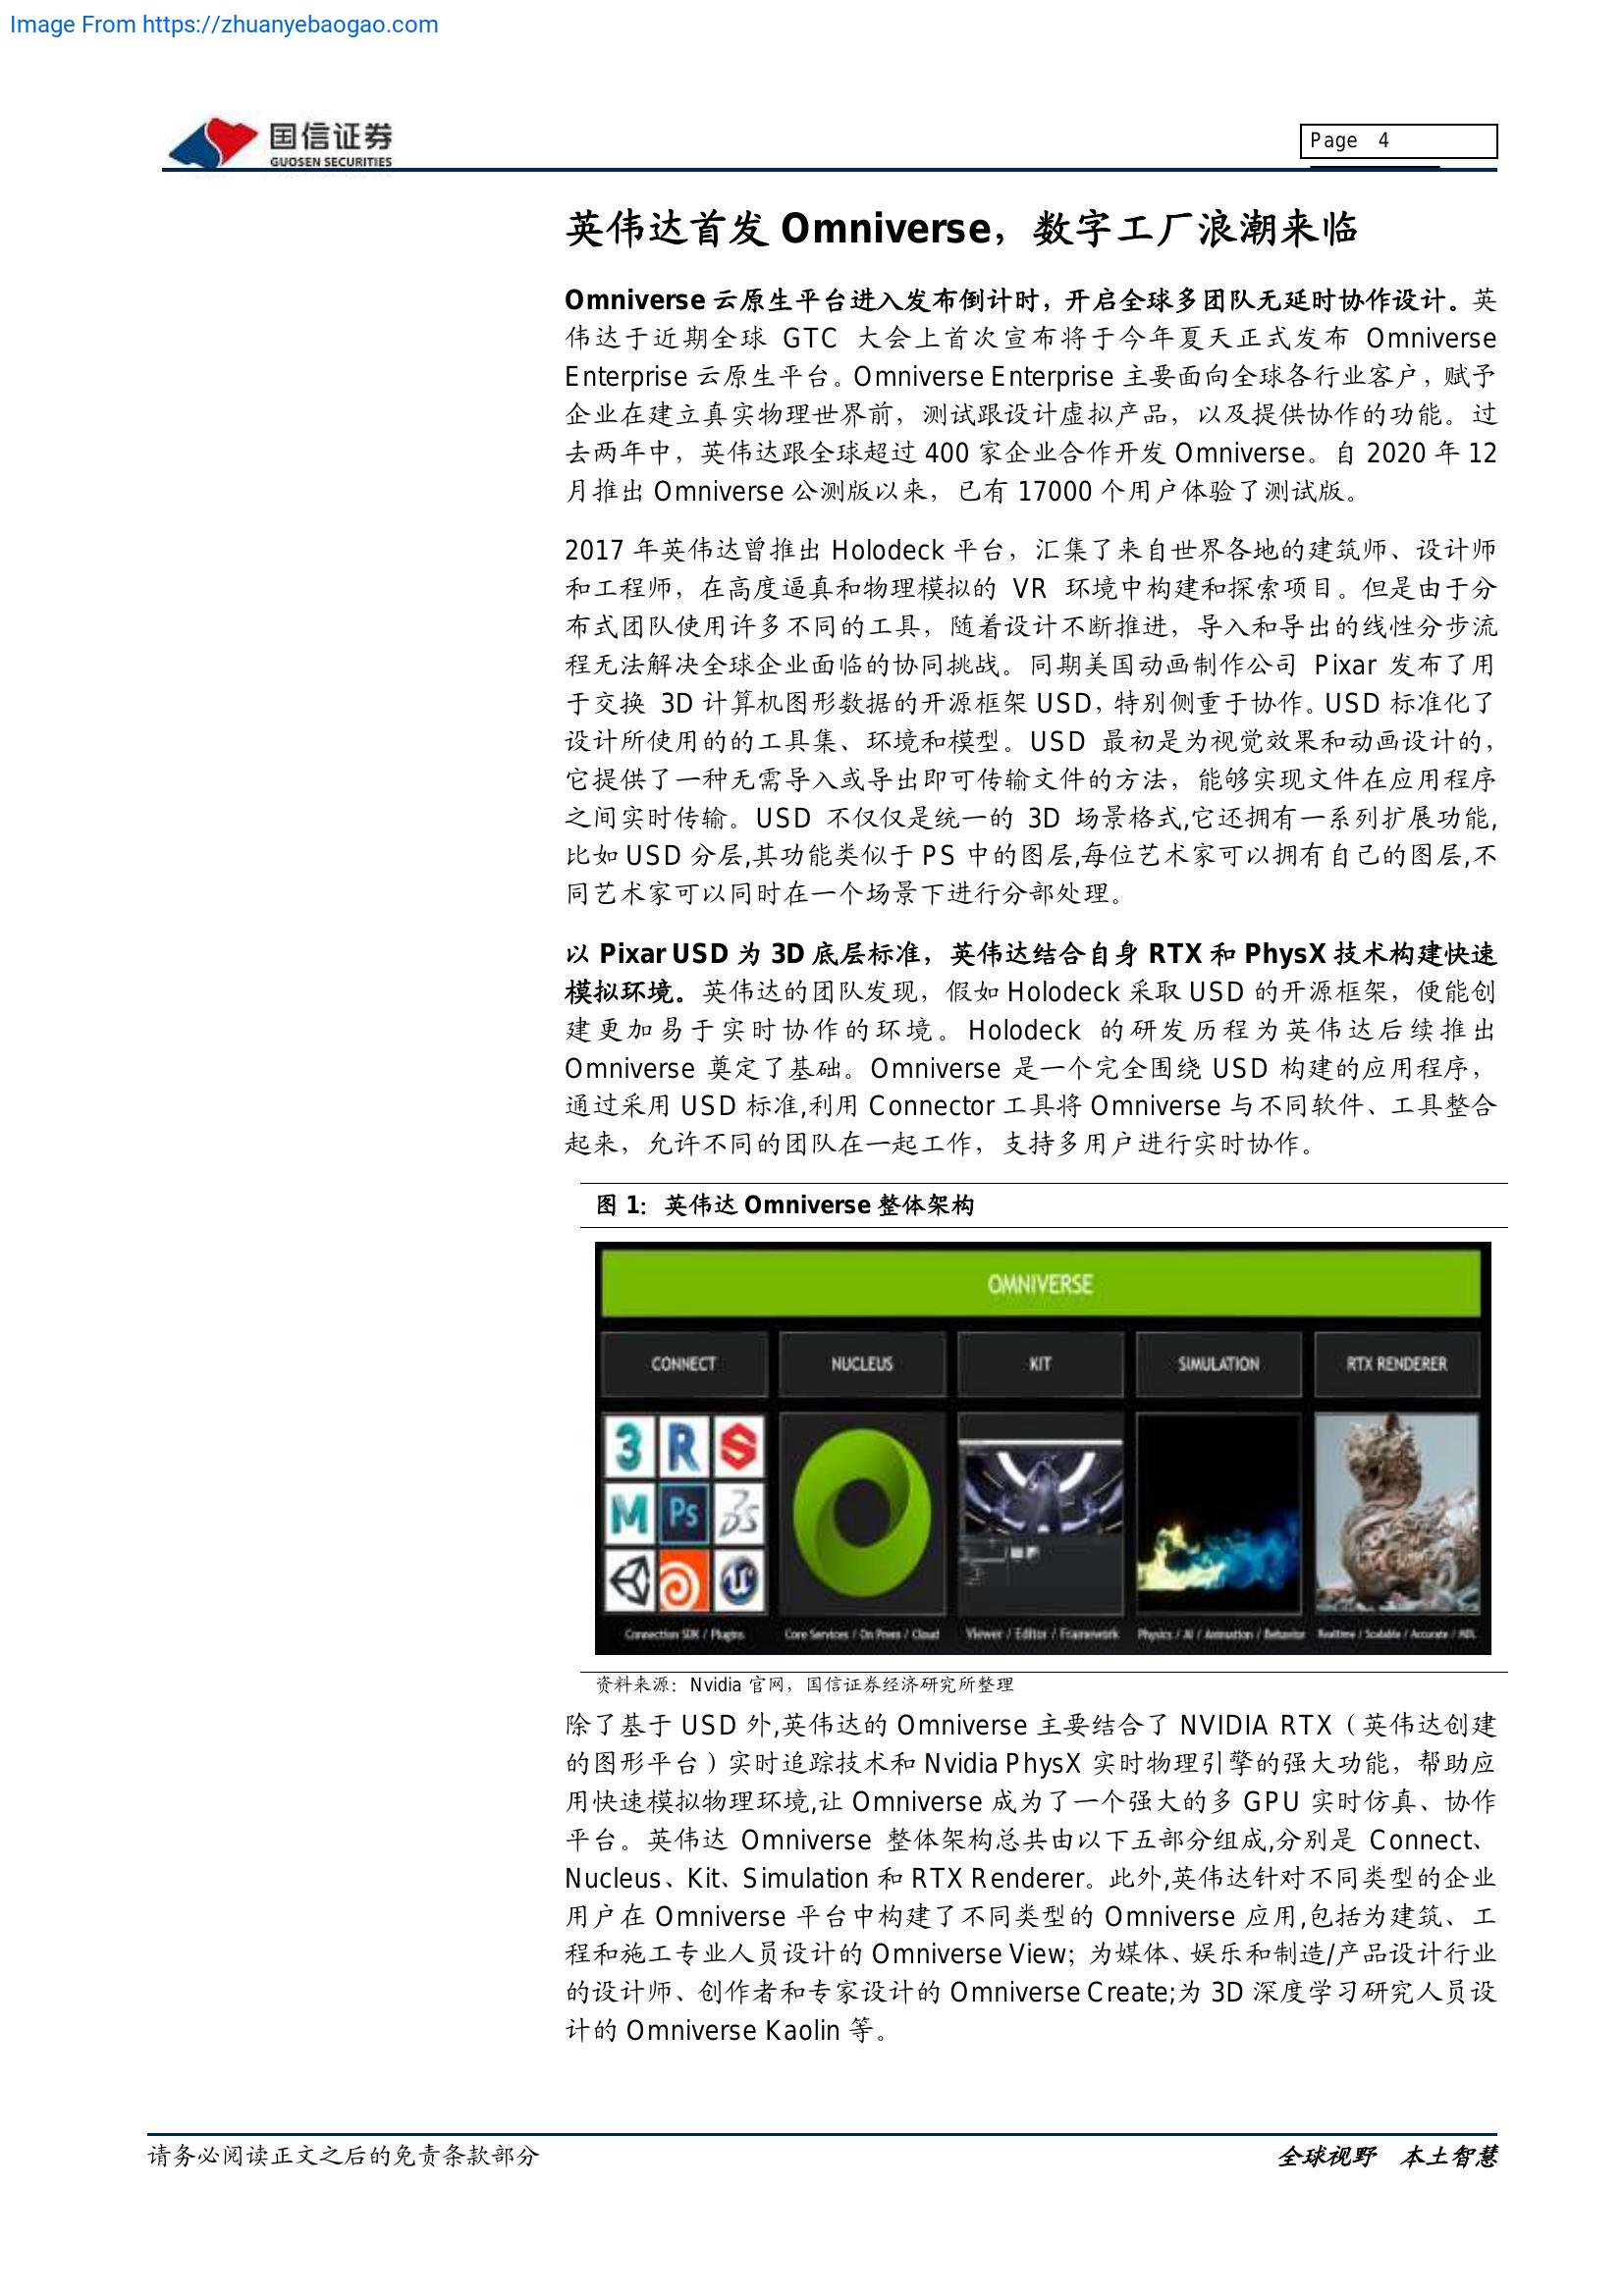 Image From https://zhuanyebaogao.com
国信证券
GUOSEN SECURITIES
Page 4
英伟达首发 Omniverse，数字工厂浪潮来临
Omniverse 云原生平台进入发布倒计时，开启全球多团队无延时协作设计。英
伟达于近期全球 GTC 大会上首次宣布将于今年夏天正式发布 Omniverse
Enterprise 云原生平台。Omniverse Enterprise 主要面向全球各行业客户，赋予
企业在建立真实物理世界前，测试跟设计虚拟产品，以及提供协作的功能。过
去两年中，英伟达跟全球超过 400 家企业合作开发 Omniverse。自 2020 年 12
月推出 Omniverse 公测版以来，已有 17000 个用户体验了测试版。
2017 年英伟达曾推出 Holodeck 平台，汇集了来自世界各地的建筑师、设计师
和工程师，在高度逼真和物理模拟的 VR 环境中构建和探索项目。但是由于分
布式团队使用许多不同的工具，随着设计不断推进，导入和导出的线性分步流
程无法解决全球企业面临的协同挑战。同期美国动画制作公司 Pixar 发布了用
于交换 3D 计算机图形数据的开源框架 USD，特别侧重于协作。USD 标准化了
设计所使用的的工具集、环境和模型。USD 最初是为视觉效果和动画设计的，
它提供了一种无需导入或导出即可传输文件的方法，能够实现文件在应用程序
之间实时传输。USD 不仅仅是统一的 3D 场景格式,它还拥有一系列扩展功能,
比如 USD 分层,其功能类似于 PS 中的图层,每位艺术家可以拥有自己的图层,不
同艺术家可以同时在一个场景下进行分部处理。
以 Pixar USD 为 3D 底层标准，英伟达结合自身 RTX 和 PhysX 技术构建快速
模拟环境。英伟达的团队发现，假如 Holodeck 采取 USD 的开源框架，便能创
建更加易于实时协作的环境。Holodeck 的研发历程为英伟达后续推出
Omniverse 奠定了基础。Omniverse 是一个完全围绕 USD 构建的应用程序，
通过采用 USD 标准,利用 Connector 工具将 Omniverse 与不同软件、工具整合
起来，允许不同的团队在一起工作，支持多用户进行实时协作。
图 1：英伟达 Omniverse 整体架构
OMNIVERSE
CONNECT NUCLEUS KIT SIMULATION RTX RENDERER
3 R S
M Ps 3DS
Connection SDK / Plugins Core Services / On Prem / Cloud Viewer / Editor / Framework Physics / AI / Animation / Behavior Realtime / Scalable / Accurate / MDL
资料来源：Nvidia 官网，国信证券经济研究所整理
除了基于 USD 外,英伟达的 Omniverse 主要结合了 NVIDIA RTX（英伟达创建
的图形平台）实时追踪技术和 Nvidia PhysX 实时物理引擎的强大功能，帮助应
用快速模拟物理环境,让 Omniverse 成为了一个强大的多 GPU 实时仿真、协作
平台。英伟达 Omniverse 整体架构总共由以下五部分组成,分别是 Connect、
Nucleus、Kit、Simulation 和 RTX Renderer。此外,英伟达针对不同类型的企业
用户在 Omniverse 平台中构建了不同类型的 Omniverse 应用,包括为建筑、工
程和施工专业人员设计的 Omniverse View；为媒体、娱乐和制造/产品设计行业
的设计师、创作者和专家设计的 Omniverse Create;为 3D 深度学习研究人员设
计的 Omniverse Kaolin 等。
请务必阅读正文之后的免责条款部分
全球视野 本土智慧